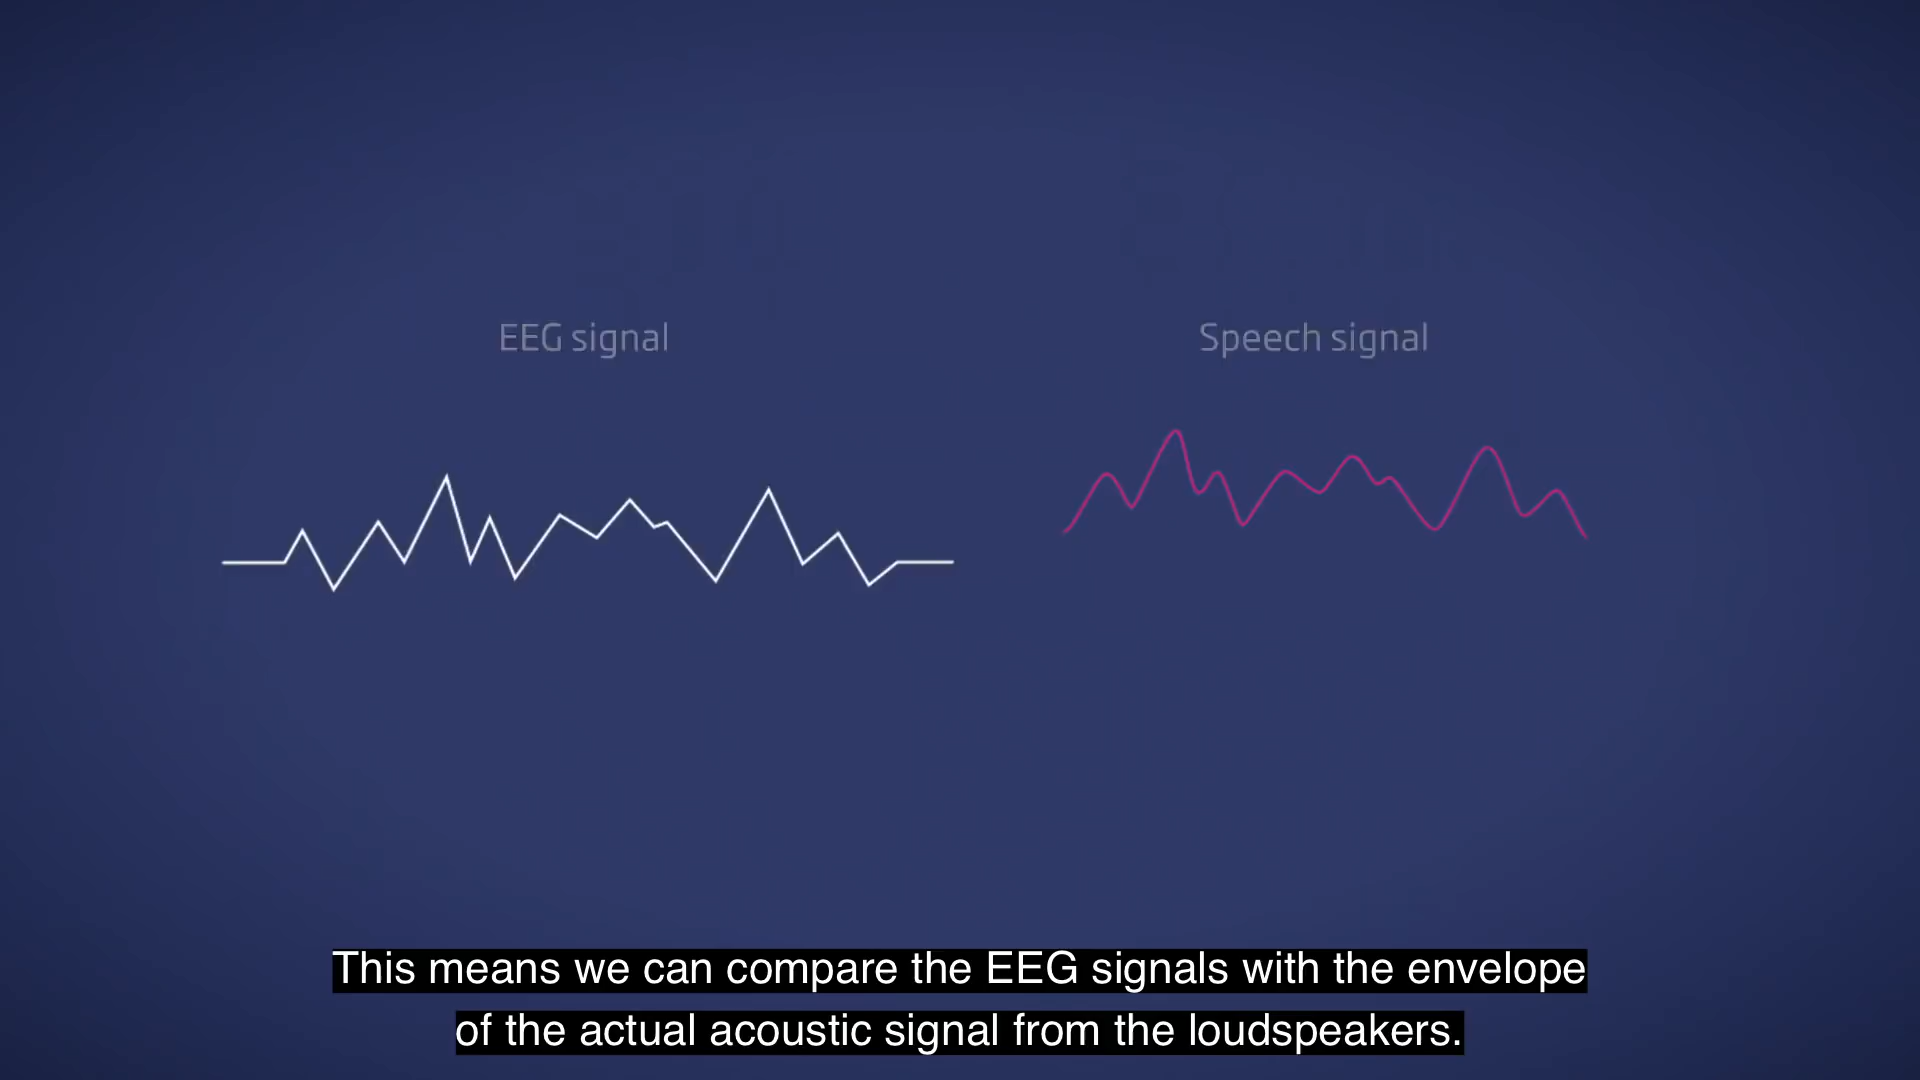 EEG signal
Speech signal
This means we can compare the EEG signals with the envelope
of the actual acoustic signal from the loudspeakers.